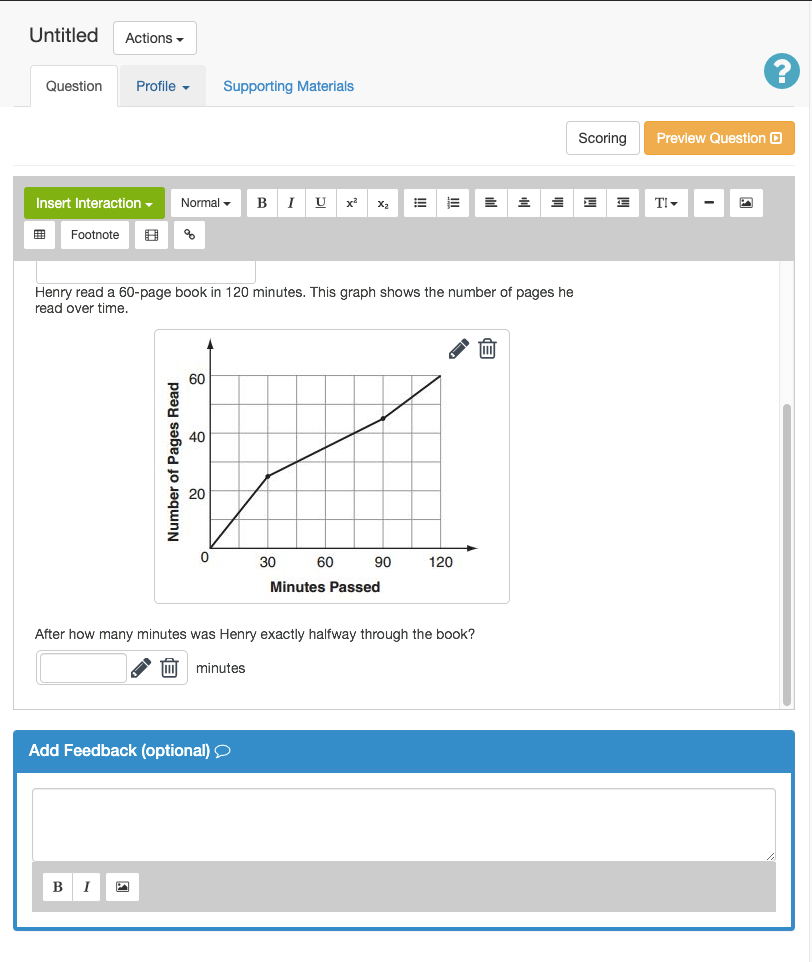 Untitled
Actions
?
Question
Profile
Supporting Materials
Scoring
Preview Question
Insert Interaction
Normal
B
I
U
x²
x₂
TI
Footnote
Henry read a 60-page book in 120 minutes. This graph shows the number of pages he
read over time.
60
40
20
0
Number of Pages Read
30 60 90 120
Minutes Passed
After how many minutes was Henry exactly halfway through the book?
minutes
Add Feedback (optional)
B I